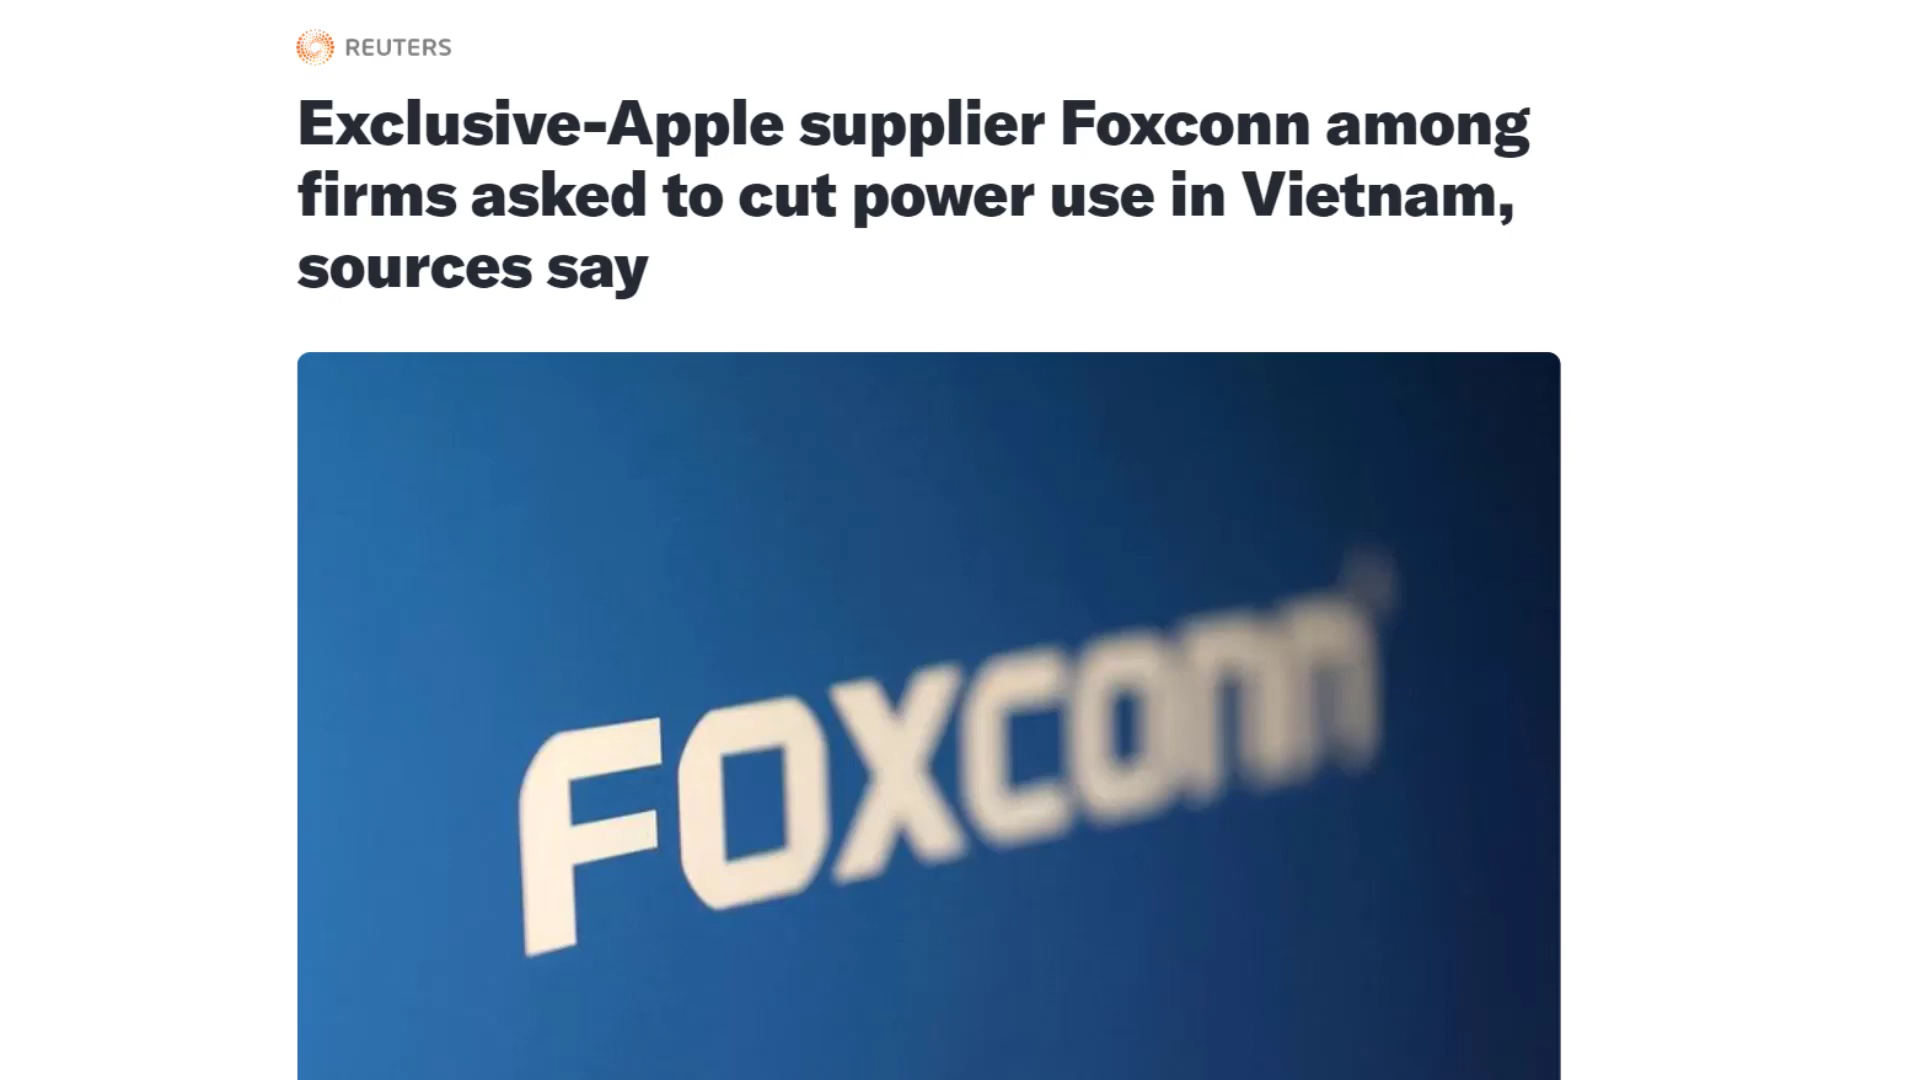 REUTERS
Exclusive-Apple supplier Foxconn among
firms asked to cut power use in Vietnam,
sources say
FOXCONN